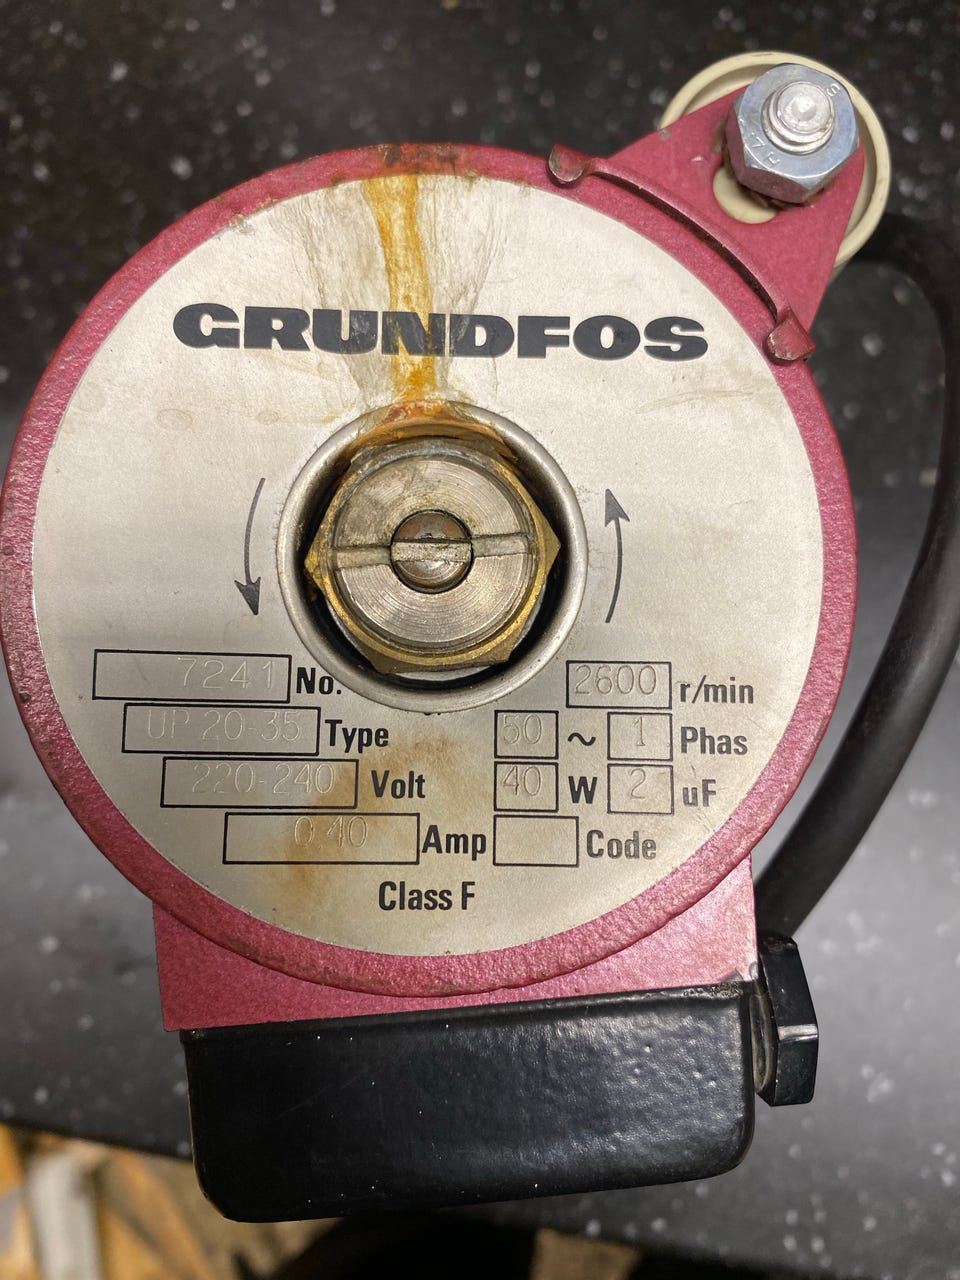 GRUNDFOS
7241 No. 2600 r/min
UP 20-35 Type 50 ~ 1 Phas
220-240 Volt 40 W 2 uF
0.40 Amp Code
Class F